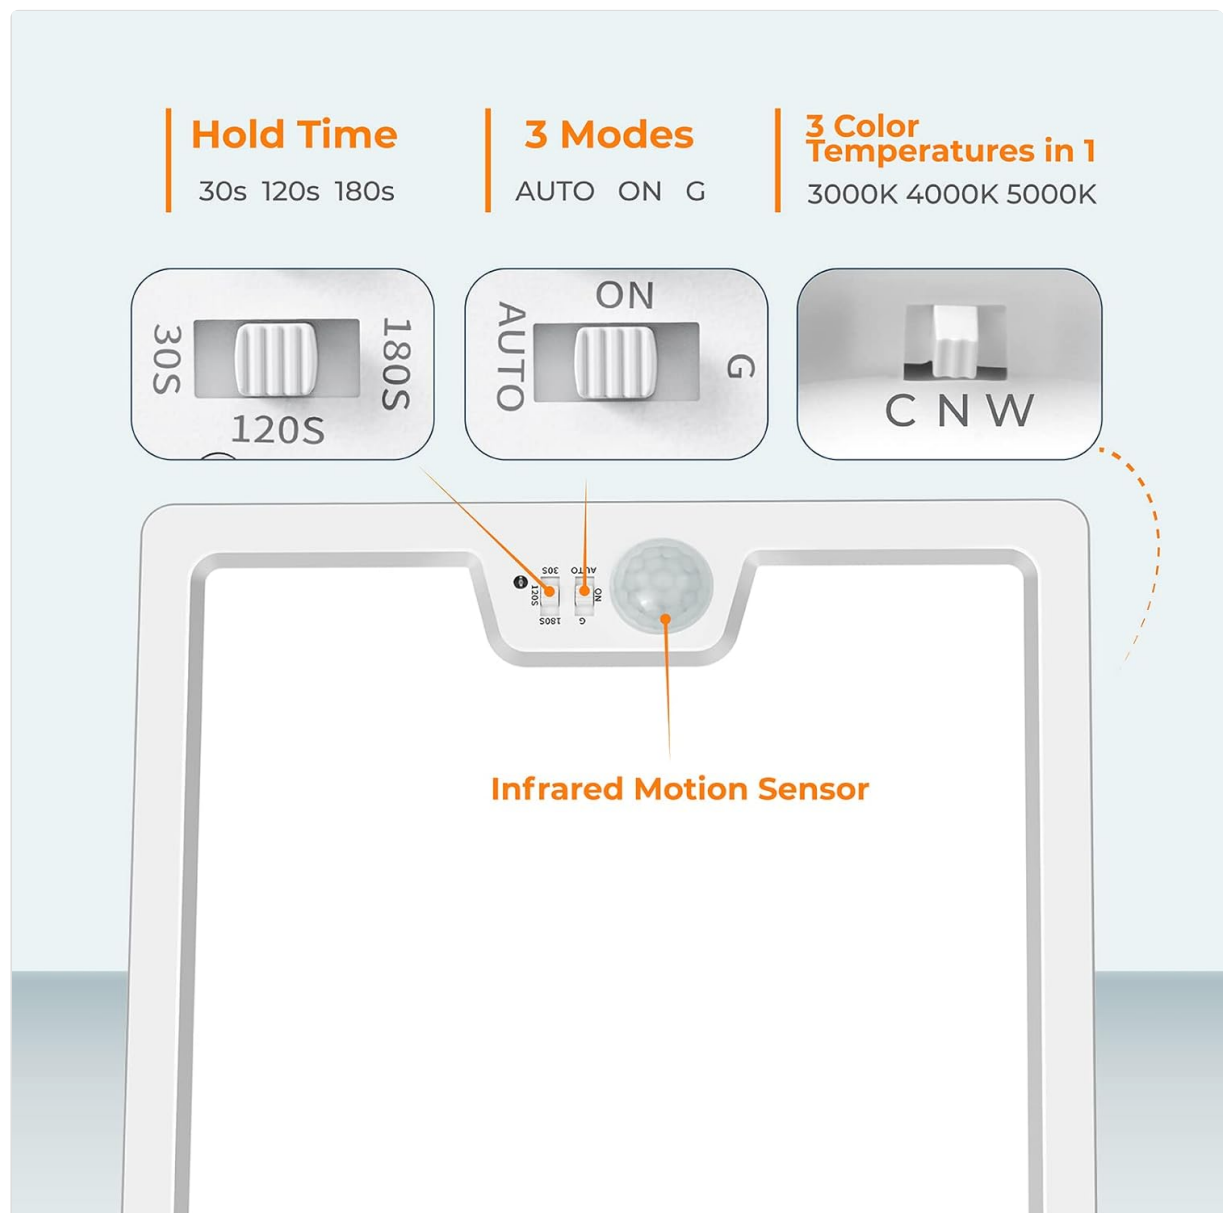 Hold Time
30s 120s 180s
3 Modes
AUTO ON G
3 Color
Temperatures in 1
3000K 4000K 5000K
30S
180S
120S
AUTO
ON
G
C N W
30S
120S
180S
AUTO
ON
G
Infrared Motion Sensor